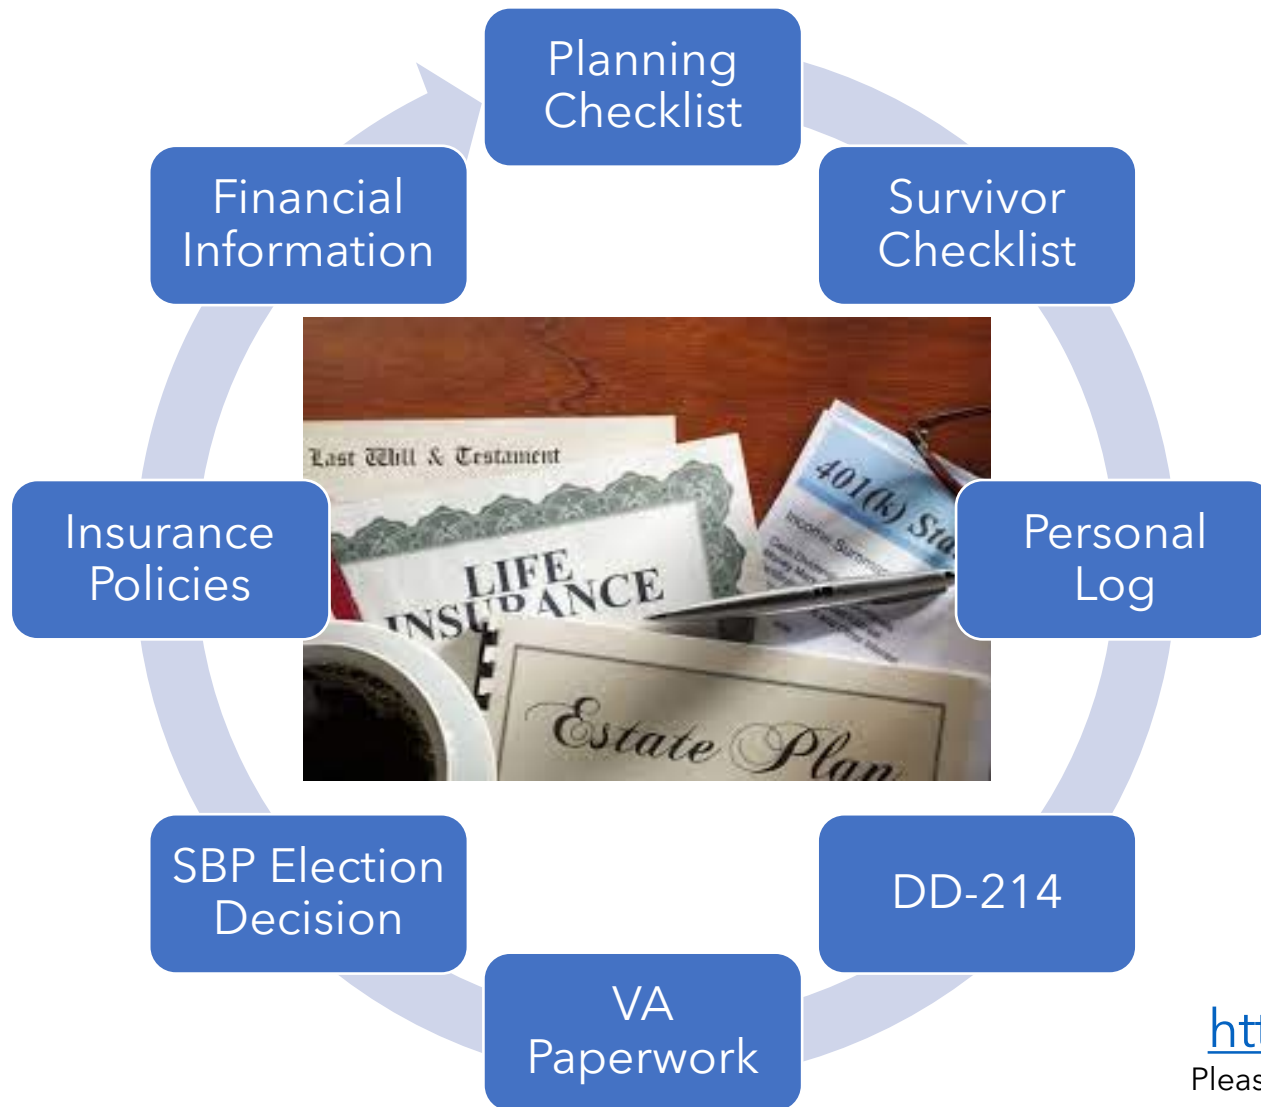 Planning
Checklist
Survivor
Checklist
Personal
Log
DD-214
VA
Paperwork
SBP Election
Decision
Insurance
Policies
Financial
Information
Last Will & Testament
LIFE
INSURANCE
401(k) Sta
Income Summary
Estate Plan
htt
Pleas